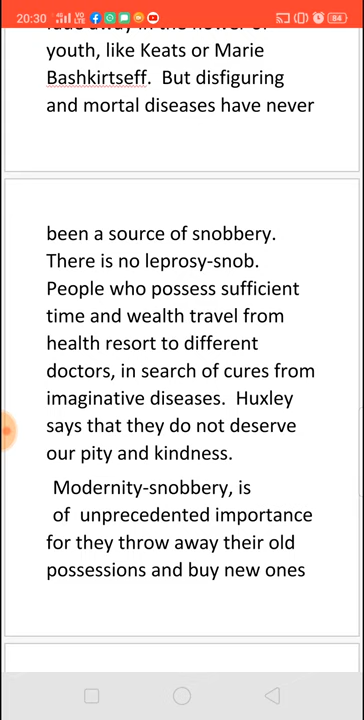 20:30
84
youth, like Keats or Marie
Bashkirtseff.  But disfiguring
and mortal diseases have never
been a source of snobbery.
There is no leprosy-snob.
People who possess sufficient
time and wealth travel from
health resort to different
doctors, in search of cures from
imaginative diseases.  Huxley
says that they do not deserve
our pity and kindness.
Modernity-snobbery, is
of  unprecedented importance
for they throw away their old
possessions and buy new ones